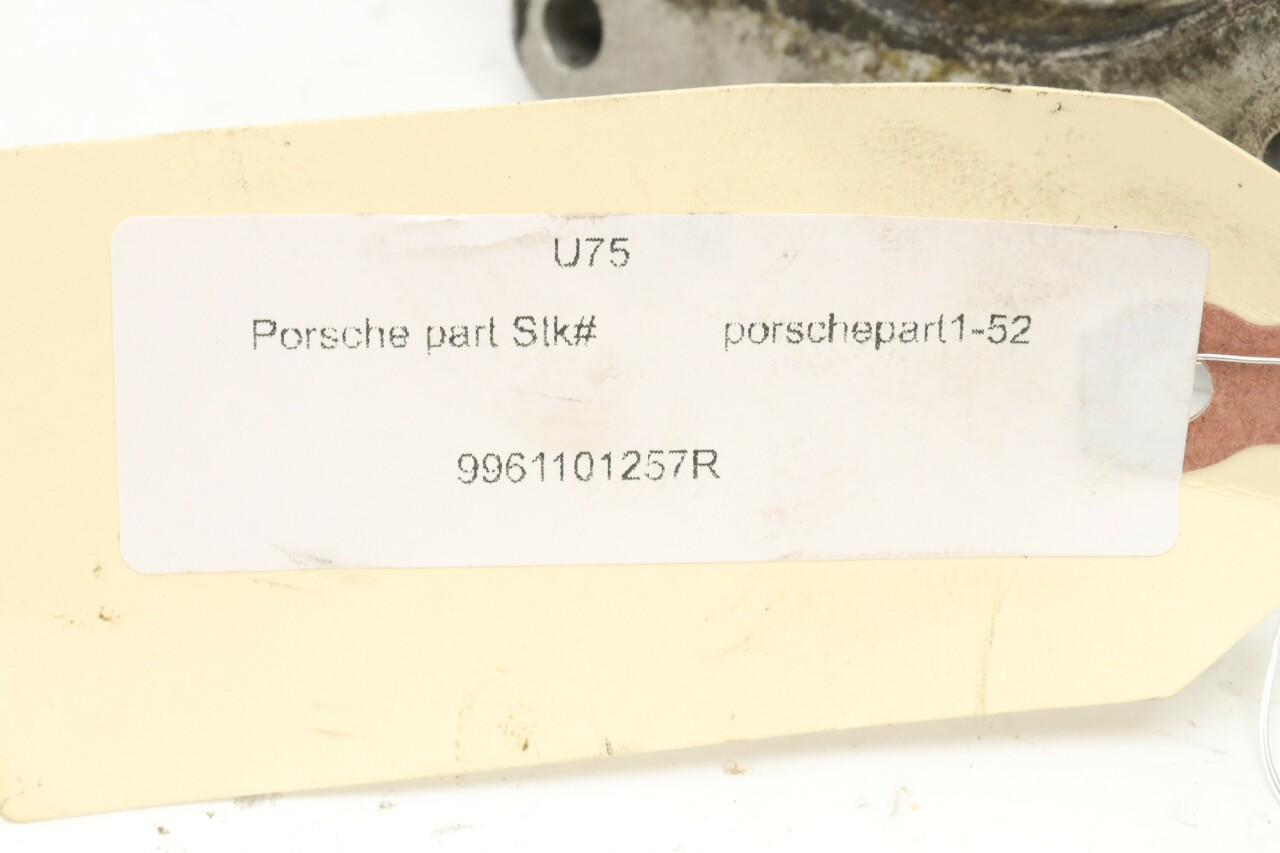 U75
Porsche part Stk# porschepart1-52
9961101257R